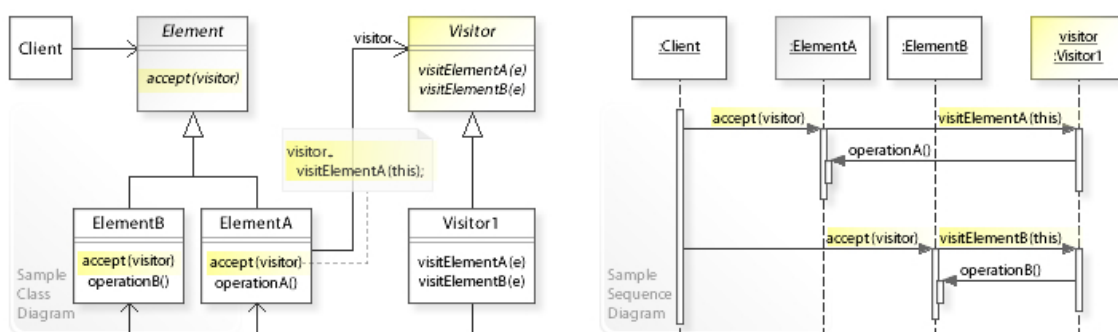 Client
Element
accept(visitor)
visitor
Visitor
visitElementA(e)
visitElementB(e)
visitor.
visitElementA(this);
ElementB
accept(visitor)
operationB()
ElementA
accept(visitor)
operationA()
Visitor1
visitElementA(e)
visitElementB(e)
Sample
Class
Diagram
:Client
:ElementA
:ElementB
visitor
:Visitor1
accept(visitor)
visitElementA(this)
operationA()
accept(visitor)
visitElementB(this)
operationB()
Sample
Sequence
Diagram